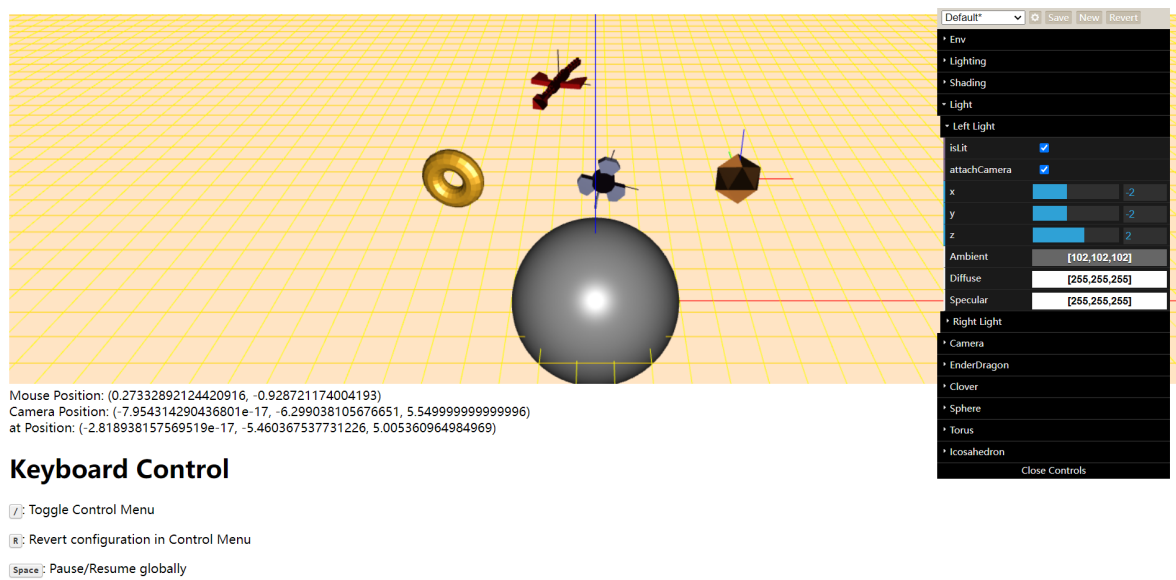 Default*
Save New Revert
Env
Lighting
Shading
Light
Left Light
isLit
attachCamera
x -2
y -2
z 2
Ambient [102,102,102]
Diffuse [255,255,255]
Specular [255,255,255]
Right Light
Camera
EnderDragon
Clover
Sphere
Torus
Icosahedron
Close Controls
Mouse Position: (0.27332892124420916, -0.928721174004193)
Camera Position: (-7.954314290436801e-17, -6.299038105676651, 5.549999999999996)
at Position: (-2.818938157569519e-17, -5.460367537731226, 5.005360964984969)
Keyboard Control
/: Toggle Control Menu
R: Revert configuration in Control Menu
Space: Pause/Resume globally